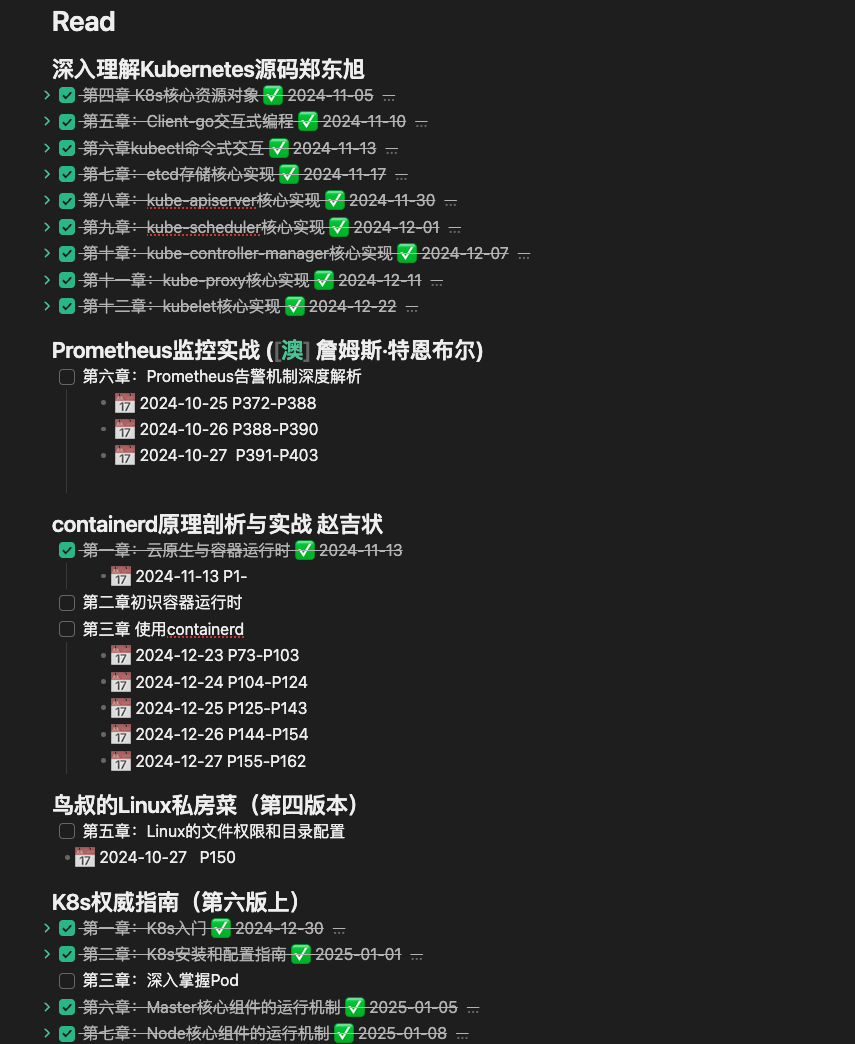 Read
深入理解Kubernetes源码郑东旭
第四章 K8s核心资源对象 ✅ 2024-11-05 ...
第五章：Client-go交互式编程 ✅ 2024-11-10 ...
第六章kubectl命令式交互 ✅ 2024-11-13 ...
第七章：etcd存储核心实现 ✅ 2024-11-17 ...
第八章：kube-apiserver核心实现 ✅ 2024-11-30 ...
第九章：kube-scheduler核心实现 ✅ 2024-12-01 ...
第十章：kube-controller-manager核心实现 ✅ 2024-12-07 ...
第十一章：kube-proxy核心实现 ✅ 2024-12-11 ...
第十二章：kubelet核心实现 ✅ 2024-12-22 ...
Prometheus监控实战 ([澳] 詹姆斯·特恩布尔)
第六章：Prometheus告警机制深度解析
📅 2024-10-25 P372-P388
📅 2024-10-26 P388-P390
📅 2024-10-27 P391-P403
containerd原理剖析与实战 赵吉状
第一章：云原生与容器运行时 ✅ 2024-11-13
📅 2024-11-13 P1-
第二章初识容器运行时
第三章 使用containerd
📅 2024-12-23 P73-P103
📅 2024-12-24 P104-P124
📅 2024-12-25 P125-P143
📅 2024-12-26 P144-P154
📅 2024-12-27 P155-P162
鸟叔的Linux私房菜（第四版本）
第五章：Linux的文件权限和目录配置
📅 2024-10-27 P150
K8s权威指南（第六版上）
第一章：K8s入门 ✅ 2024-12-30 ...
第二章：K8s安装和配置指南 ✅ 2025-01-01 ...
第三章：深入掌握Pod
第六章：Master核心组件的运行机制 ✅ 2025-01-05 ...
第七章：Node核心组件的运行机制 ✅ 2025-01-08 ...